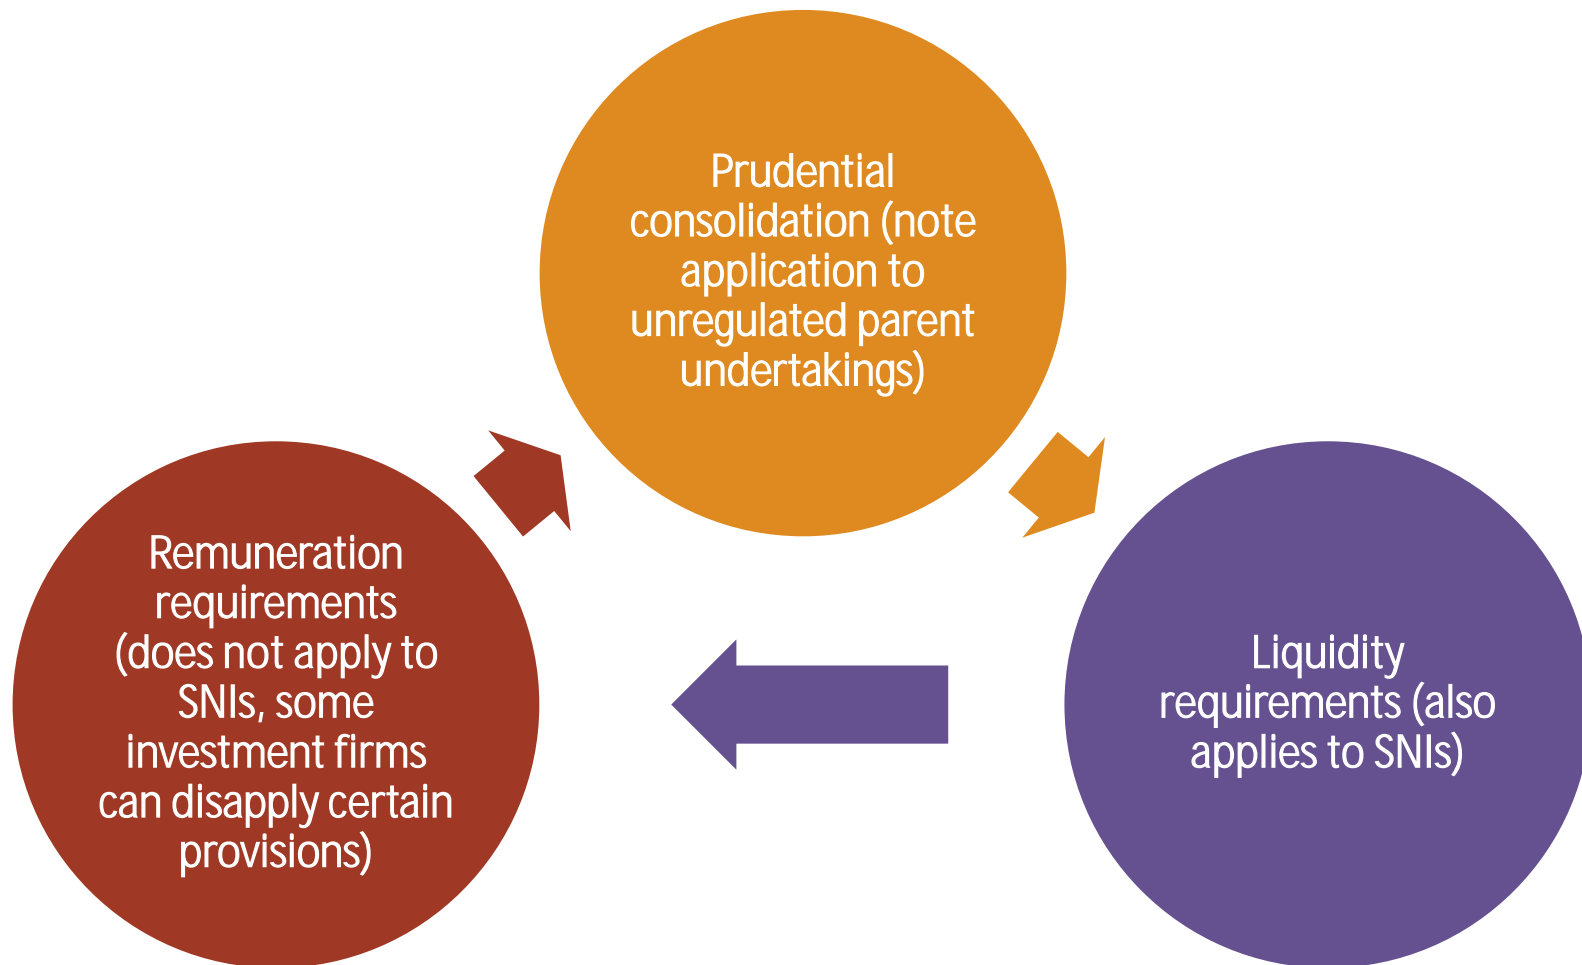 Prudential
consolidation (note
application to
unregulated parent
undertakings)
Remuneration
requirements
(does not apply to
SNIs, some
investment firms
can disapply certain
provisions)
Liquidity
requirements (also
applies to SNIs)